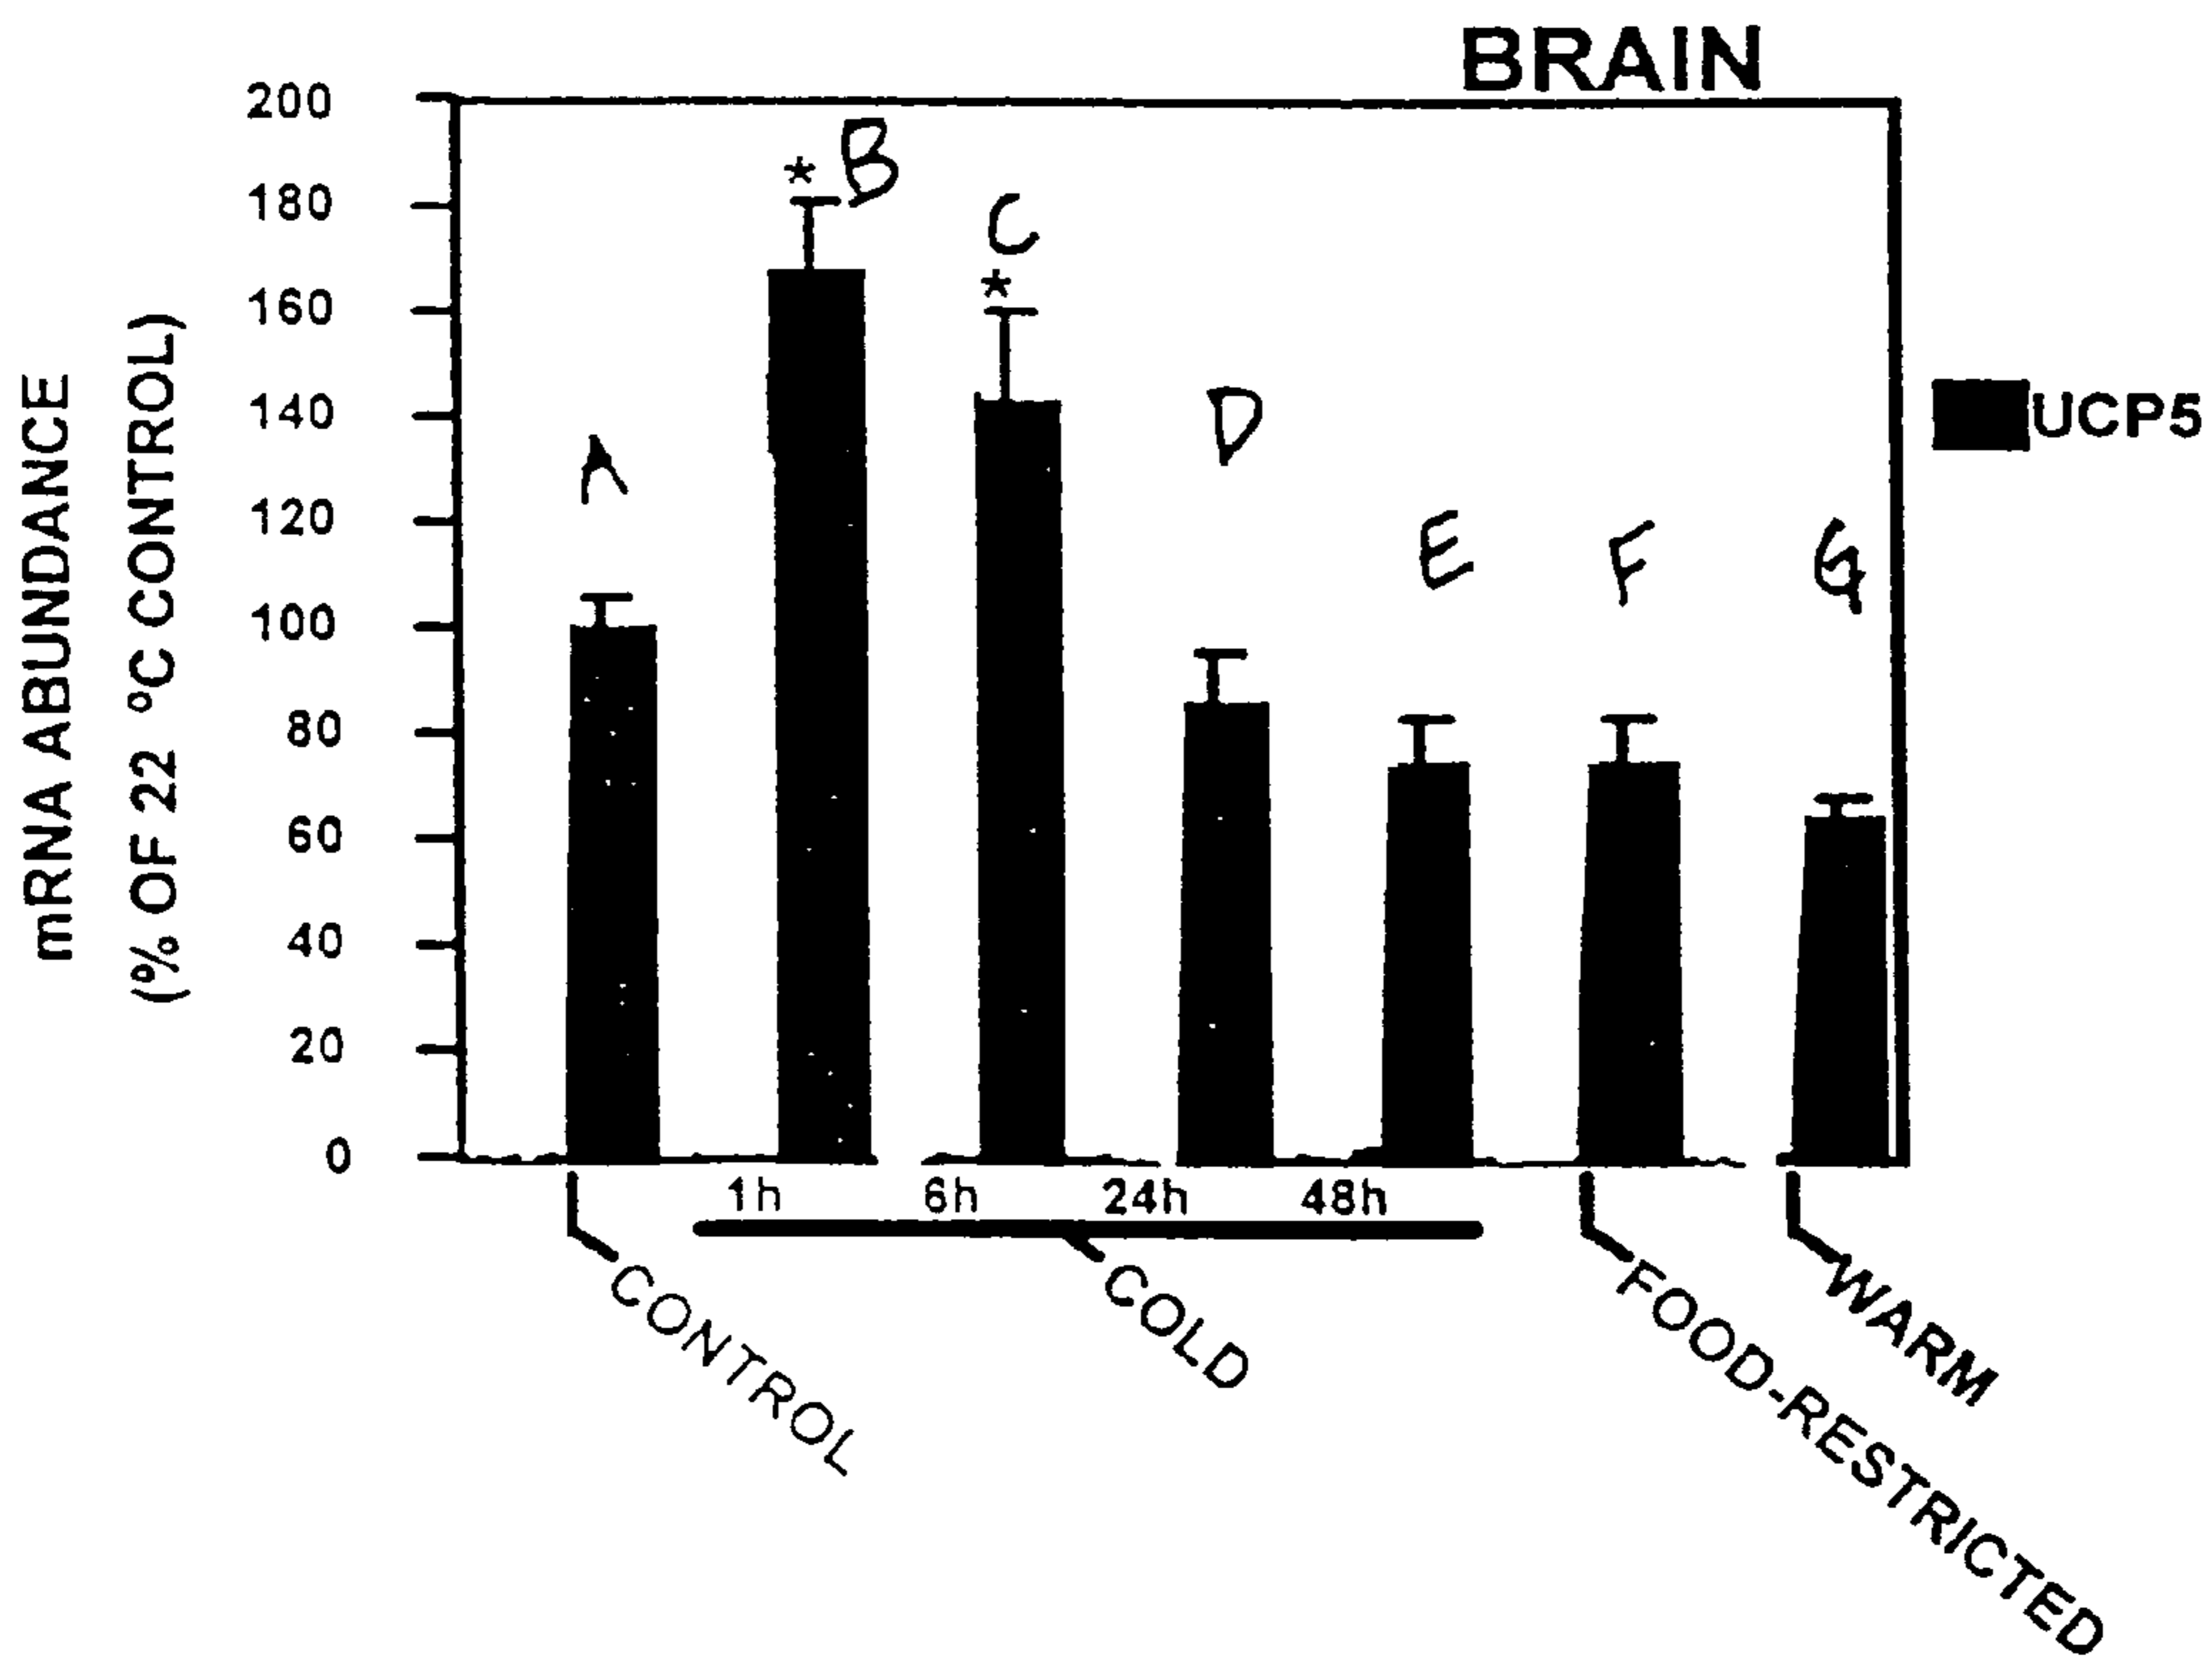 BRAIN
mRNA ABUNDANCE
(% OF 22 °C CONTROL)
200
180
160
140
120
100
80
60
40
20
0
* B
C
*
A
D
E
F
G
UCP5
1h 6h 24h 48h
CONTROL
COLD
FOOD-RESTRICTED
WARM